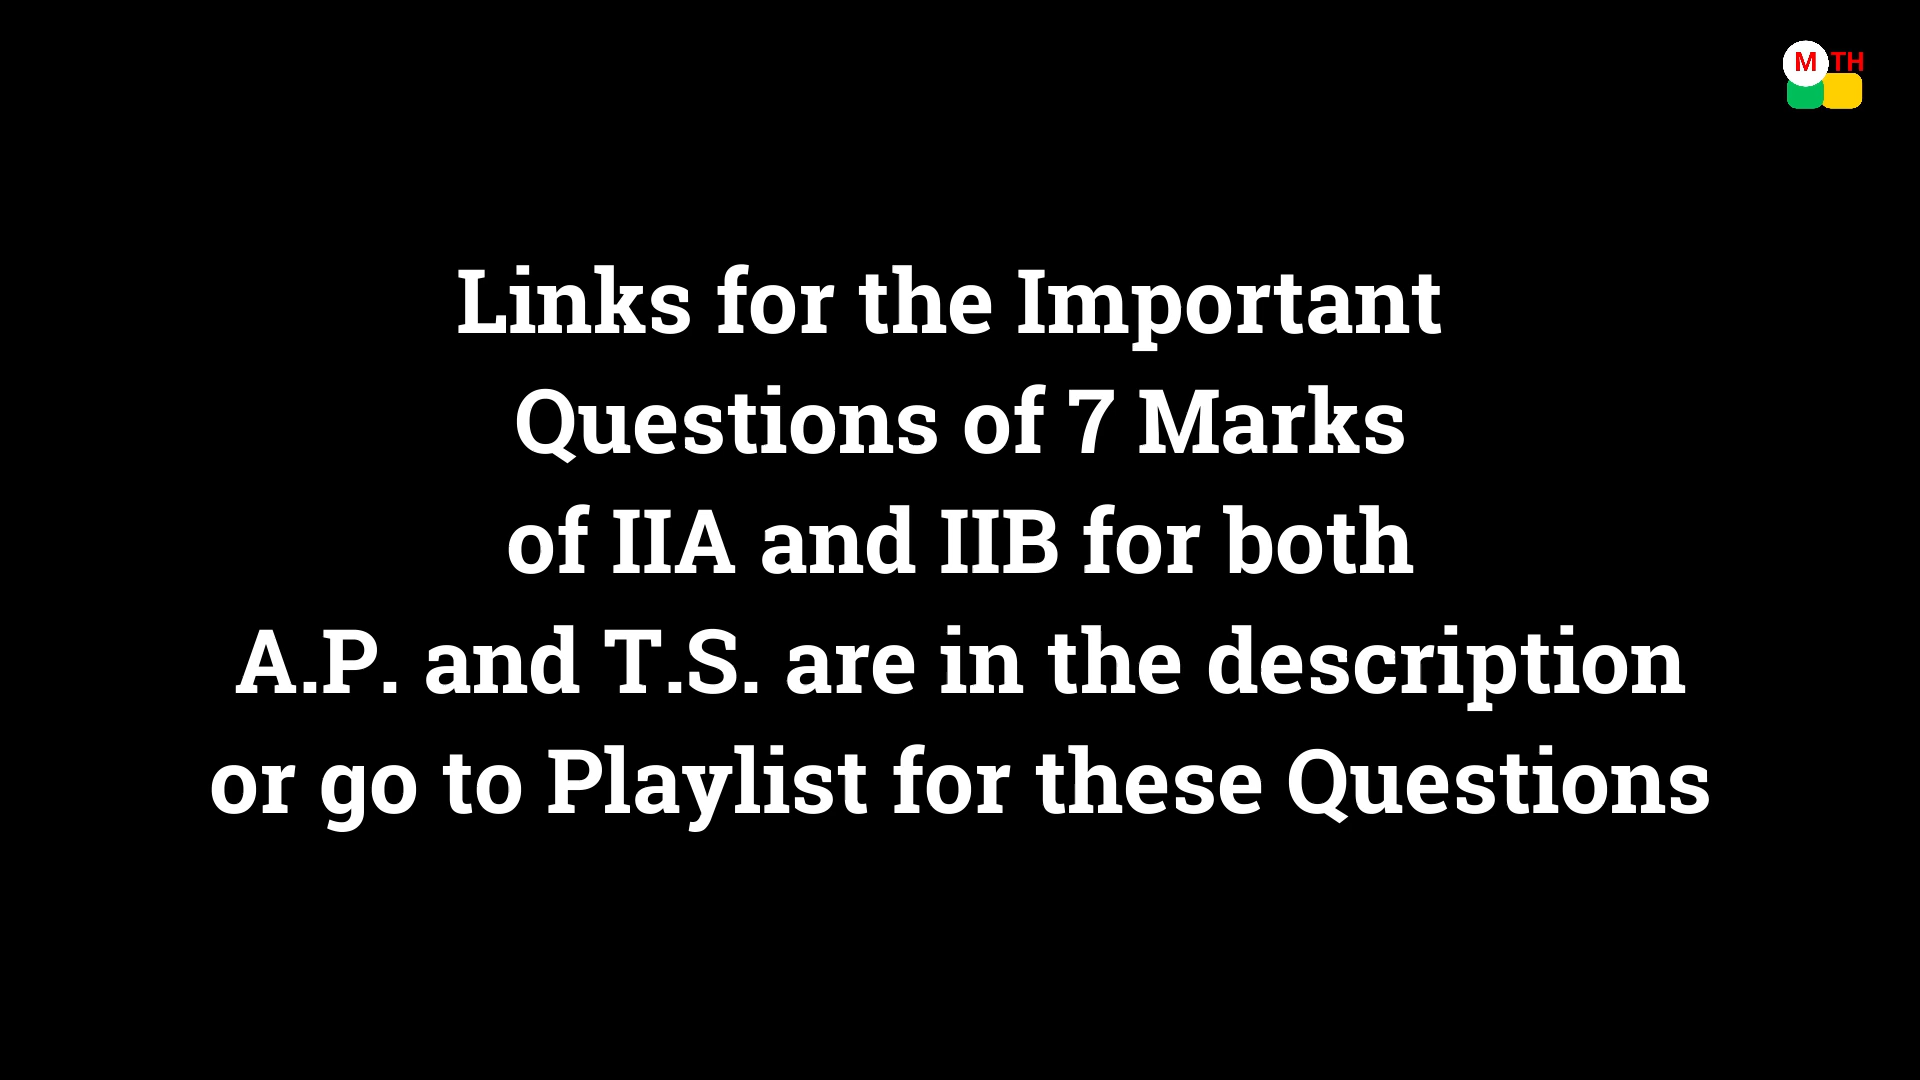 M TH
Links for the Important
Questions of 7 Marks
of IIA and IIB for both
A.P. and T.S. are in the description
or go to Playlist for these Questions